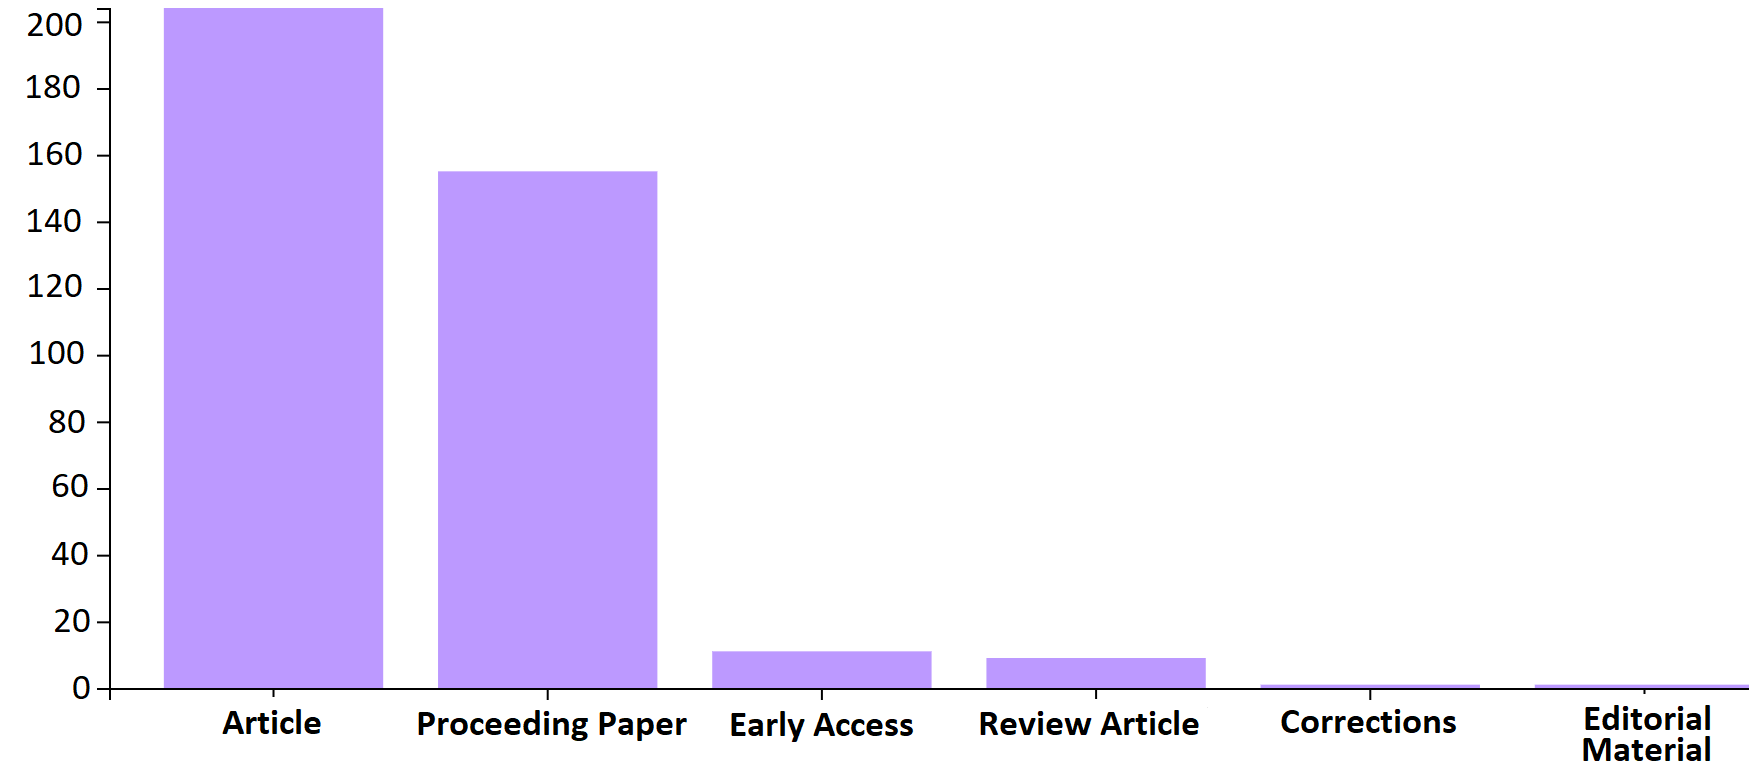 200
180
160
140
120
100
80
60
40
20
0
Article
Proceeding Paper
Early Access
Review Article
Corrections
Editorial
Material